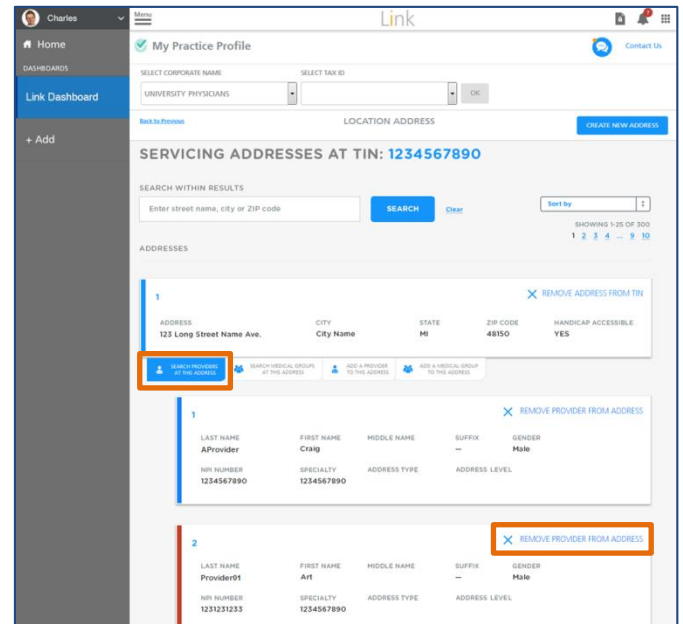 Charles
Menu
Link
7
Home
My Practice Profile
Contact Us
DASHBOARDS
Link Dashboard
+ Add
SELECT CORPORATE NAME SELECT TAX ID
UNIVERSITY PHYSICIANS OK
Back to Previous LOCATION ADDRESS CREATE NEW ADDRESS
SERVICING ADDRESSES AT TIN: 1234567890
SEARCH WITHIN RESULTS
Enter street name, city or ZIP code SEARCH Clear Sort by
SHOWING 1-25 OF 300
1 2 3 4 ... 9 10
ADDRESSES
1 REMOVE ADDRESS FROM TIN
ADDRESS CITY STATE ZIP CODE HANDICAP ACCESSIBLE
123 Long Street Name Ave. City Name MI 48150 YES
SEARCH PROVIDERS SEARCH MEDICAL GROUPS ADD A PROVIDER ADD A MEDICAL GROUP
AT THIS ADDRESS AT THIS ADDRESS TO THIS ADDRESS TO THIS ADDRESS
1 REMOVE PROVIDER FROM ADDRESS
LAST NAME FIRST NAME MIDDLE NAME SUFFIX GENDER
AProvider Craig — Male
NPI NUMBER SPECIALTY ADDRESS TYPE ADDRESS LEVEL
1234567890 1234567890
2 REMOVE PROVIDER FROM ADDRESS
LAST NAME FIRST NAME MIDDLE NAME SUFFIX GENDER
Provider01 Art — Male
NPI NUMBER SPECIALTY ADDRESS TYPE ADDRESS LEVEL
1231231233 1234567890